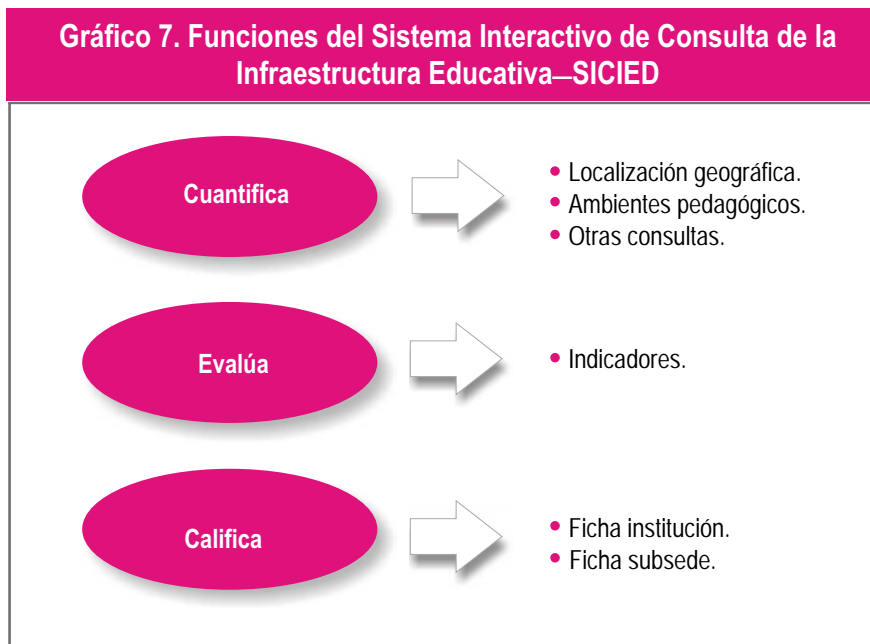 Gráfico 7. Funciones del Sistema Interactivo de Consulta de la
Infraestructura Educativa—SICIED
Cuantifica
• Localización geográfica.
• Ambientes pedagógicos.
• Otras consultas.
Evalúa
• Indicadores.
Califica
• Ficha institución.
• Ficha subsede.